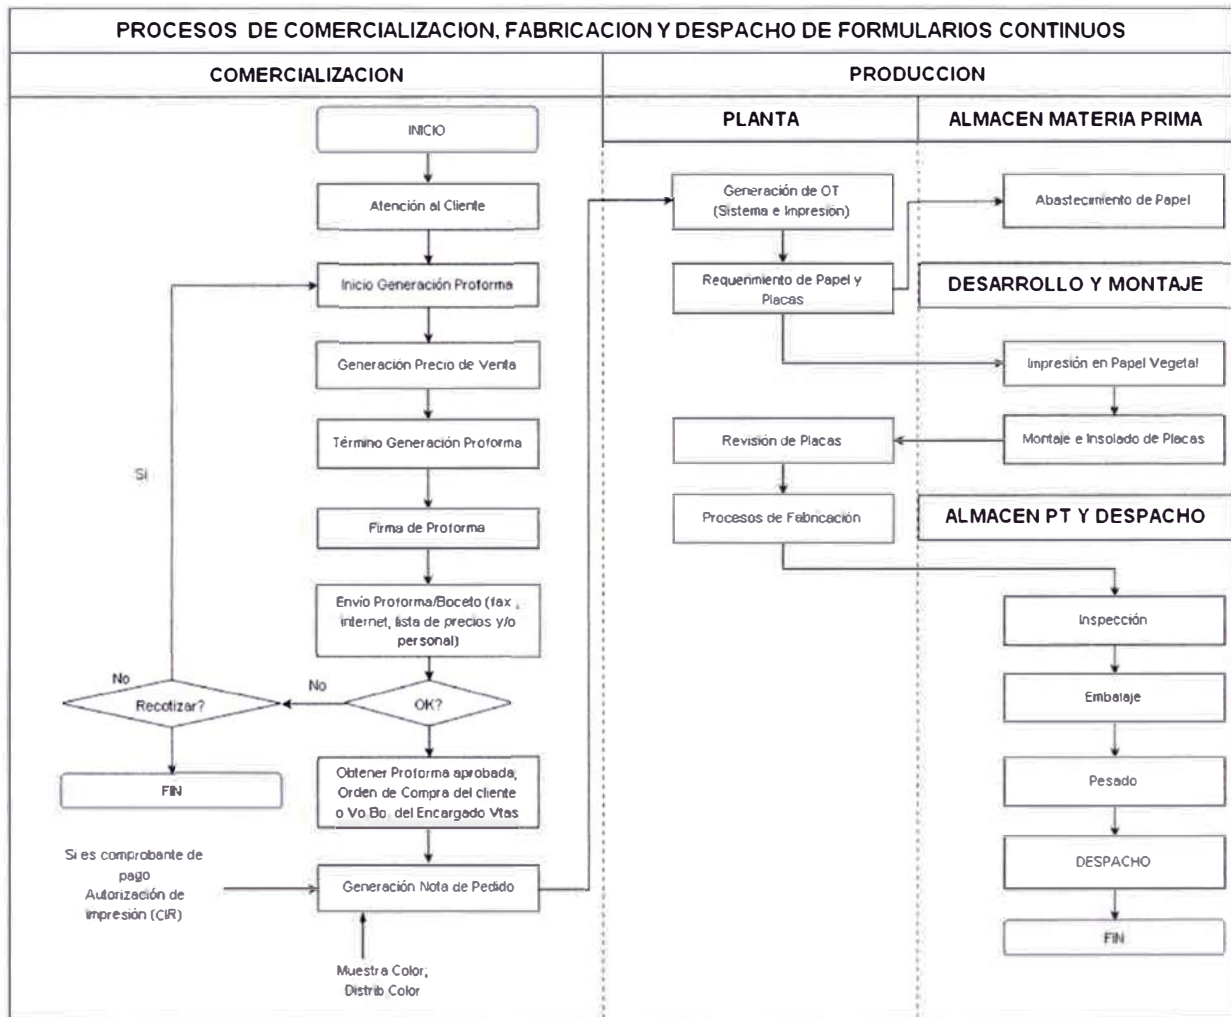 PROCESOS DE COMERCIALIZACION, FABRICACION Y DESPACHO DE FORMULARIOS CONTINUOS
COMERCIALIZACION
PRODUCCION
PLANTA
ALMACEN MATERIA PRIMA
INICIO
Atención al Cliente
Inicio Generación Proforma
Generación Precio de Venta
Término Generación Proforma
Si
Firma de Proforma
Envío Proforma/Boceto (fax ,
internet, lista de precios y/o
personal)
No
Recotizar?
No
OK?
FIN
Obtener Proforma aprobada;
Orden de Compra del cliente
o Vo.Bo. del Encargado Vtas
Si es comprobante de
pago
Autorización de
impresión (CIR)
Generación Nota de Pedido
Muestra Color;
Distrib Color
Generación de OT
(Sistema e Impresión)
Abastecimiento de Papel
Requerimiento de Papel y
Placas
DESARROLLO Y MONTAJE
Impresión en Papel Vegetal
Revisión de Placas
Montaje e Insolado de Placas
Procesos de Fabricación
ALMACEN PT Y DESPACHO
Inspección
Embalaje
Pesado
DESPACHO
FIN